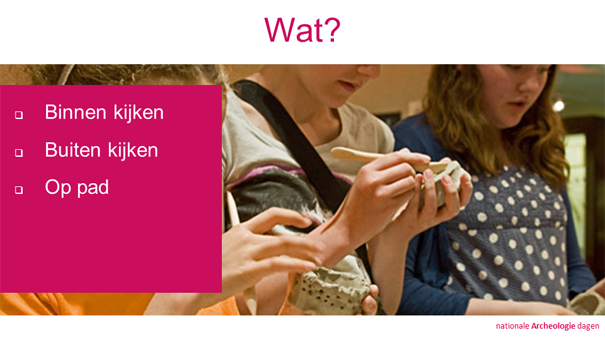 Wat?
Binnen kijken
Buiten kijken
Op pad
nationale Archeologie dagen